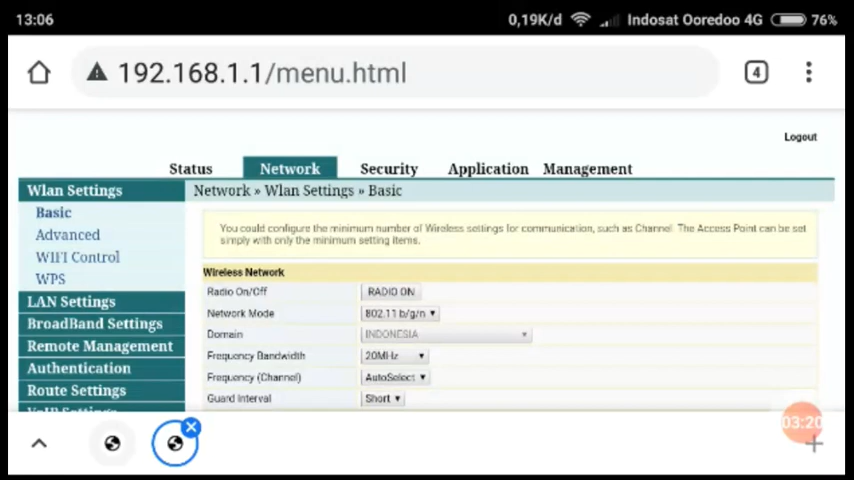 13:06 0,19K/d Indosat Ooredoo 4G 76%
192.168.1.1/menu.html 4
Logout
Status Network Security Application Management
Wlan Settings Network » Wlan Settings » Basic
Basic
Advanced
WIFI Control
WPS
LAN Settings
BroadBand Settings
Remote Management
Authentication
Route Settings
VoIP Settings
You could configure the minimum number of Wireless settings for communication, such as Channel. The Access Point can be set
simply with only the minimum setting items.
Wireless Network
Radio On/Off RADIO ON
Network Mode 802.11 b/g/n
Domain INDONESIA
Frequency Bandwidth 20MHz
Frequency (Channel) AutoSelect
Guard Interval Short
03:20